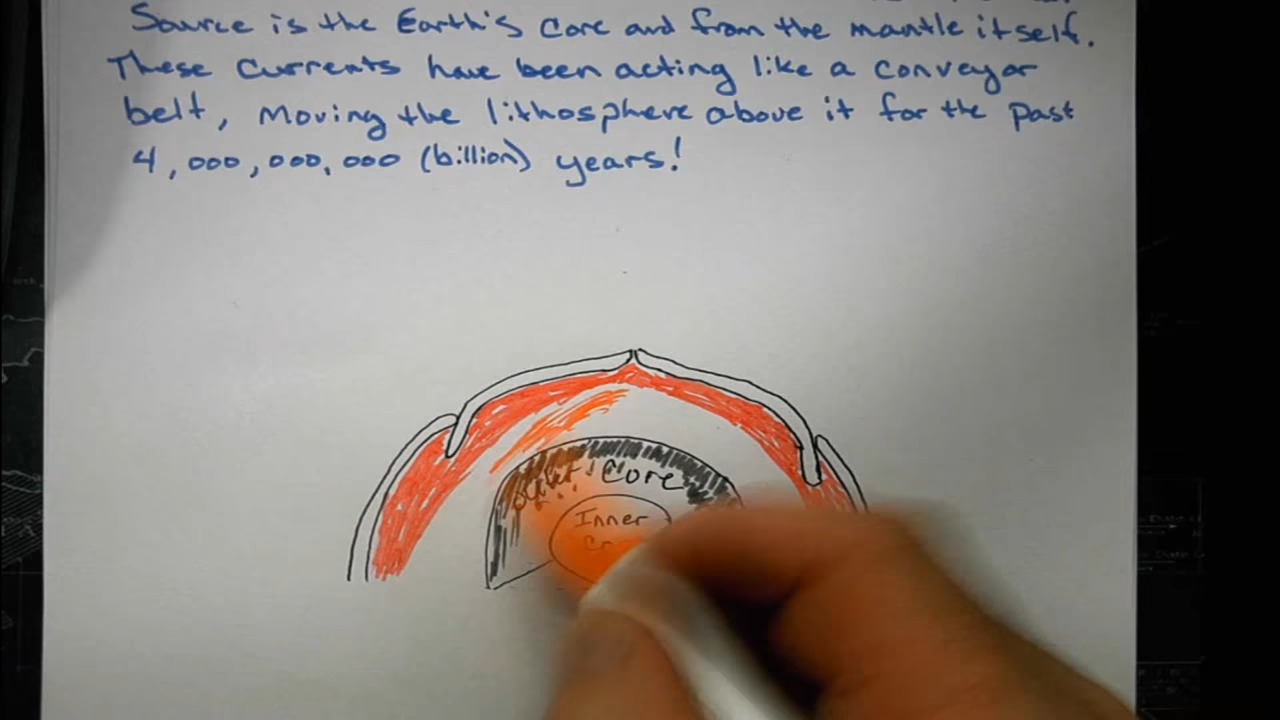 Source is the Earth's Core and from the mantle itself.
These currents have been acting like a conveyor
belt, moving the lithosphere above it for the past
4,000,000,000 (billion) years!
Outer Core
Inner